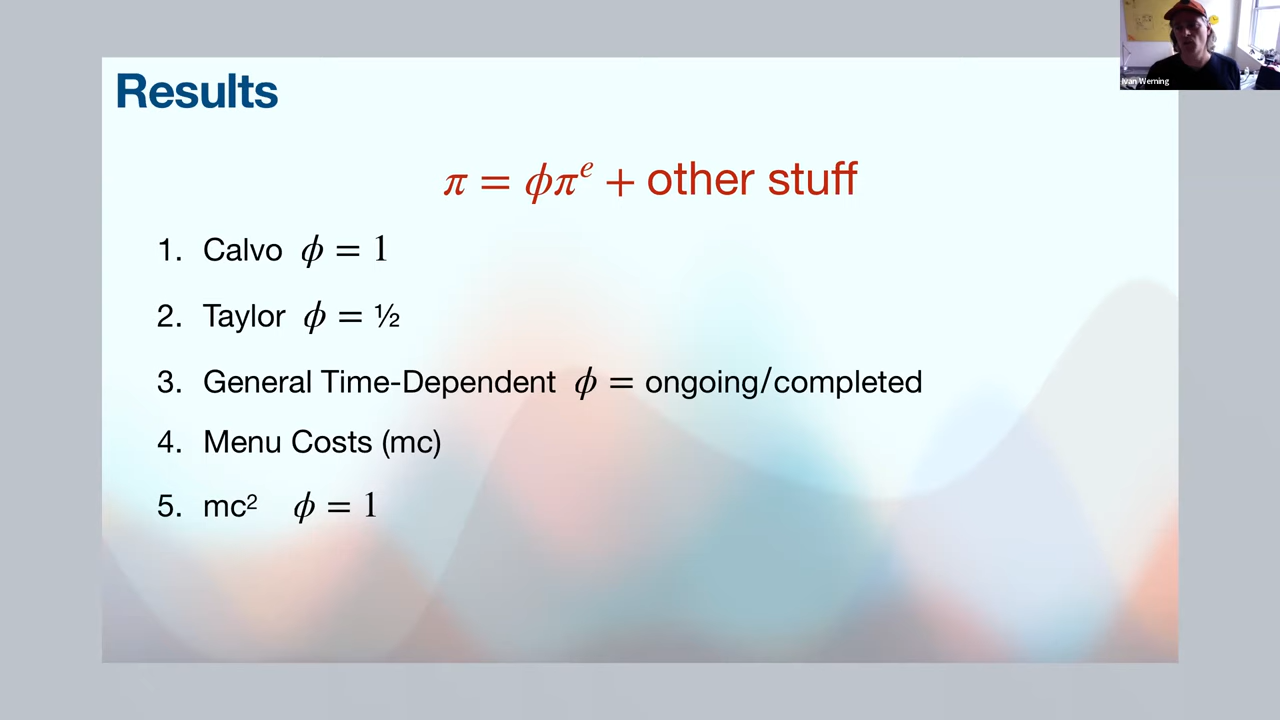 Results
π = ϕπᵉ + other stuff
1. Calvo ϕ = 1
2. Taylor ϕ = ½
3. General Time-Dependent ϕ = ongoing/completed
4. Menu Costs (mc)
5. mc² ϕ = 1
Ivan Werning